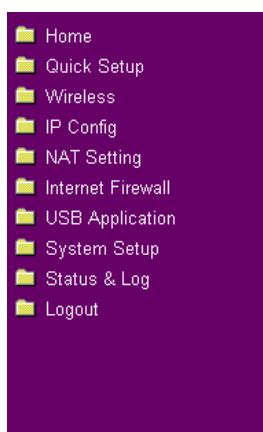 Home
Quick Setup
Wireless
IP Config
NAT Setting
Internet Firewall
USB Application
System Setup
Status & Log
Logout